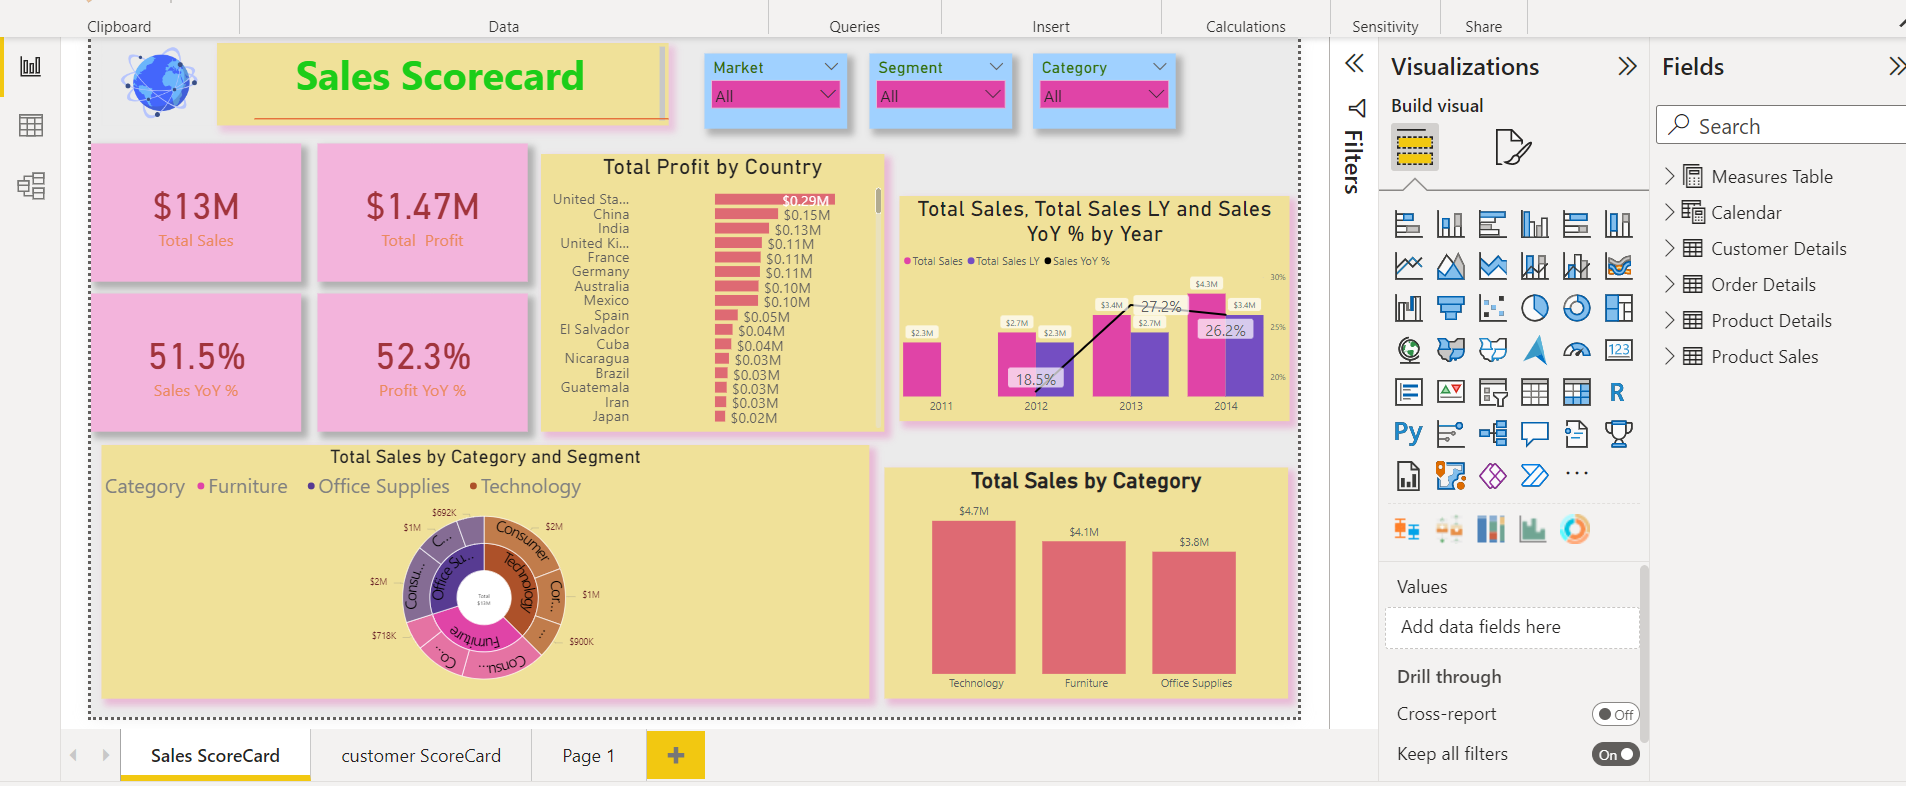 Clipboard
Data
Queries
Insert
Calculations
Sensitivity
Share
Sales Scorecard
Market
All
Segment
All
Category
All
$13M
Total Sales
$1.47M
Total Profit
51.5%
Sales YoY %
52.3%
Profit YoY %
Total Profit by Country
United Sta... $0.29M
China $0.15M
India $0.13M
United Ki... $0.11M
France $0.11M
Germany $0.11M
Australia $0.10M
Mexico $0.10M
Spain $0.05M
El Salvador $0.04M
Cuba $0.04M
Nicaragua $0.03M
Brazil $0.03M
Guatemala $0.03M
Iran $0.03M
Japan $0.02M
Total Sales, Total Sales LY and Sales
YoY % by Year
Total Sales Total Sales LY Sales YoY %
30%
25%
20%
$2.3M
$2.7M
$2.3M
$3.4M
$2.7M
$4.3M
$3.4M
18.5%
27.2%
26.2%
2011 2012 2013 2014
Total Sales by Category and Segment
Category Furniture Office Supplies Technology
$692K
$1M
$2M
$2M
$1M
$718K
$900K
Consumer
Cor...
...
Consu...
Co...
Consu...
C...
Technology
Furniture
Office Su...
Total
$13M
Total Sales by Category
$4.7M
$4.1M
$3.8M
Technology Furniture Office Supplies
Filters
Visualizations
Build visual
123
R
Py
...
Values
Add data fields here
Drill through
Cross-report Off
Keep all filters On
Fields
Search
Measures Table
Calendar
Customer Details
Order Details
Product Details
Product Sales
Sales ScoreCard
customer ScoreCard
Page 1
+